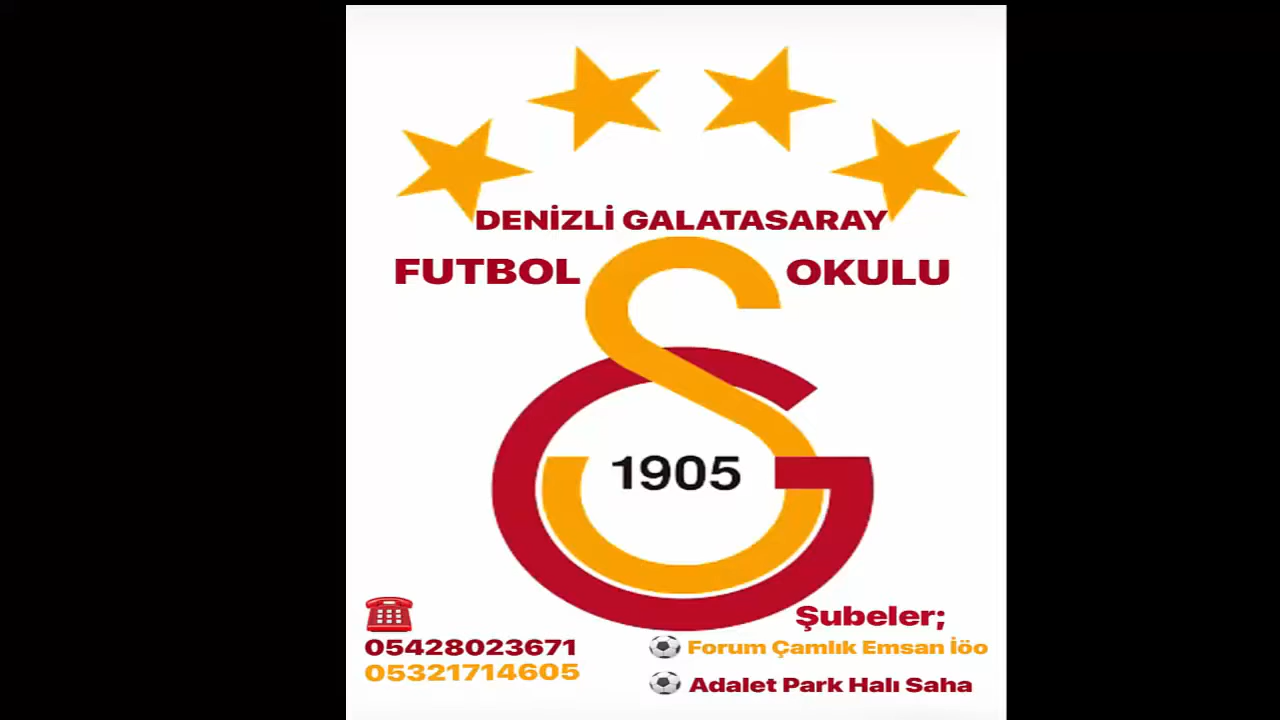 DENİZLİ GALATASARAY
FUTBOL OKULU
1905
Şubeler;
05428023671
Forum Çamlık Emsan İöo
05321714605
Adalet Park Halı Saha